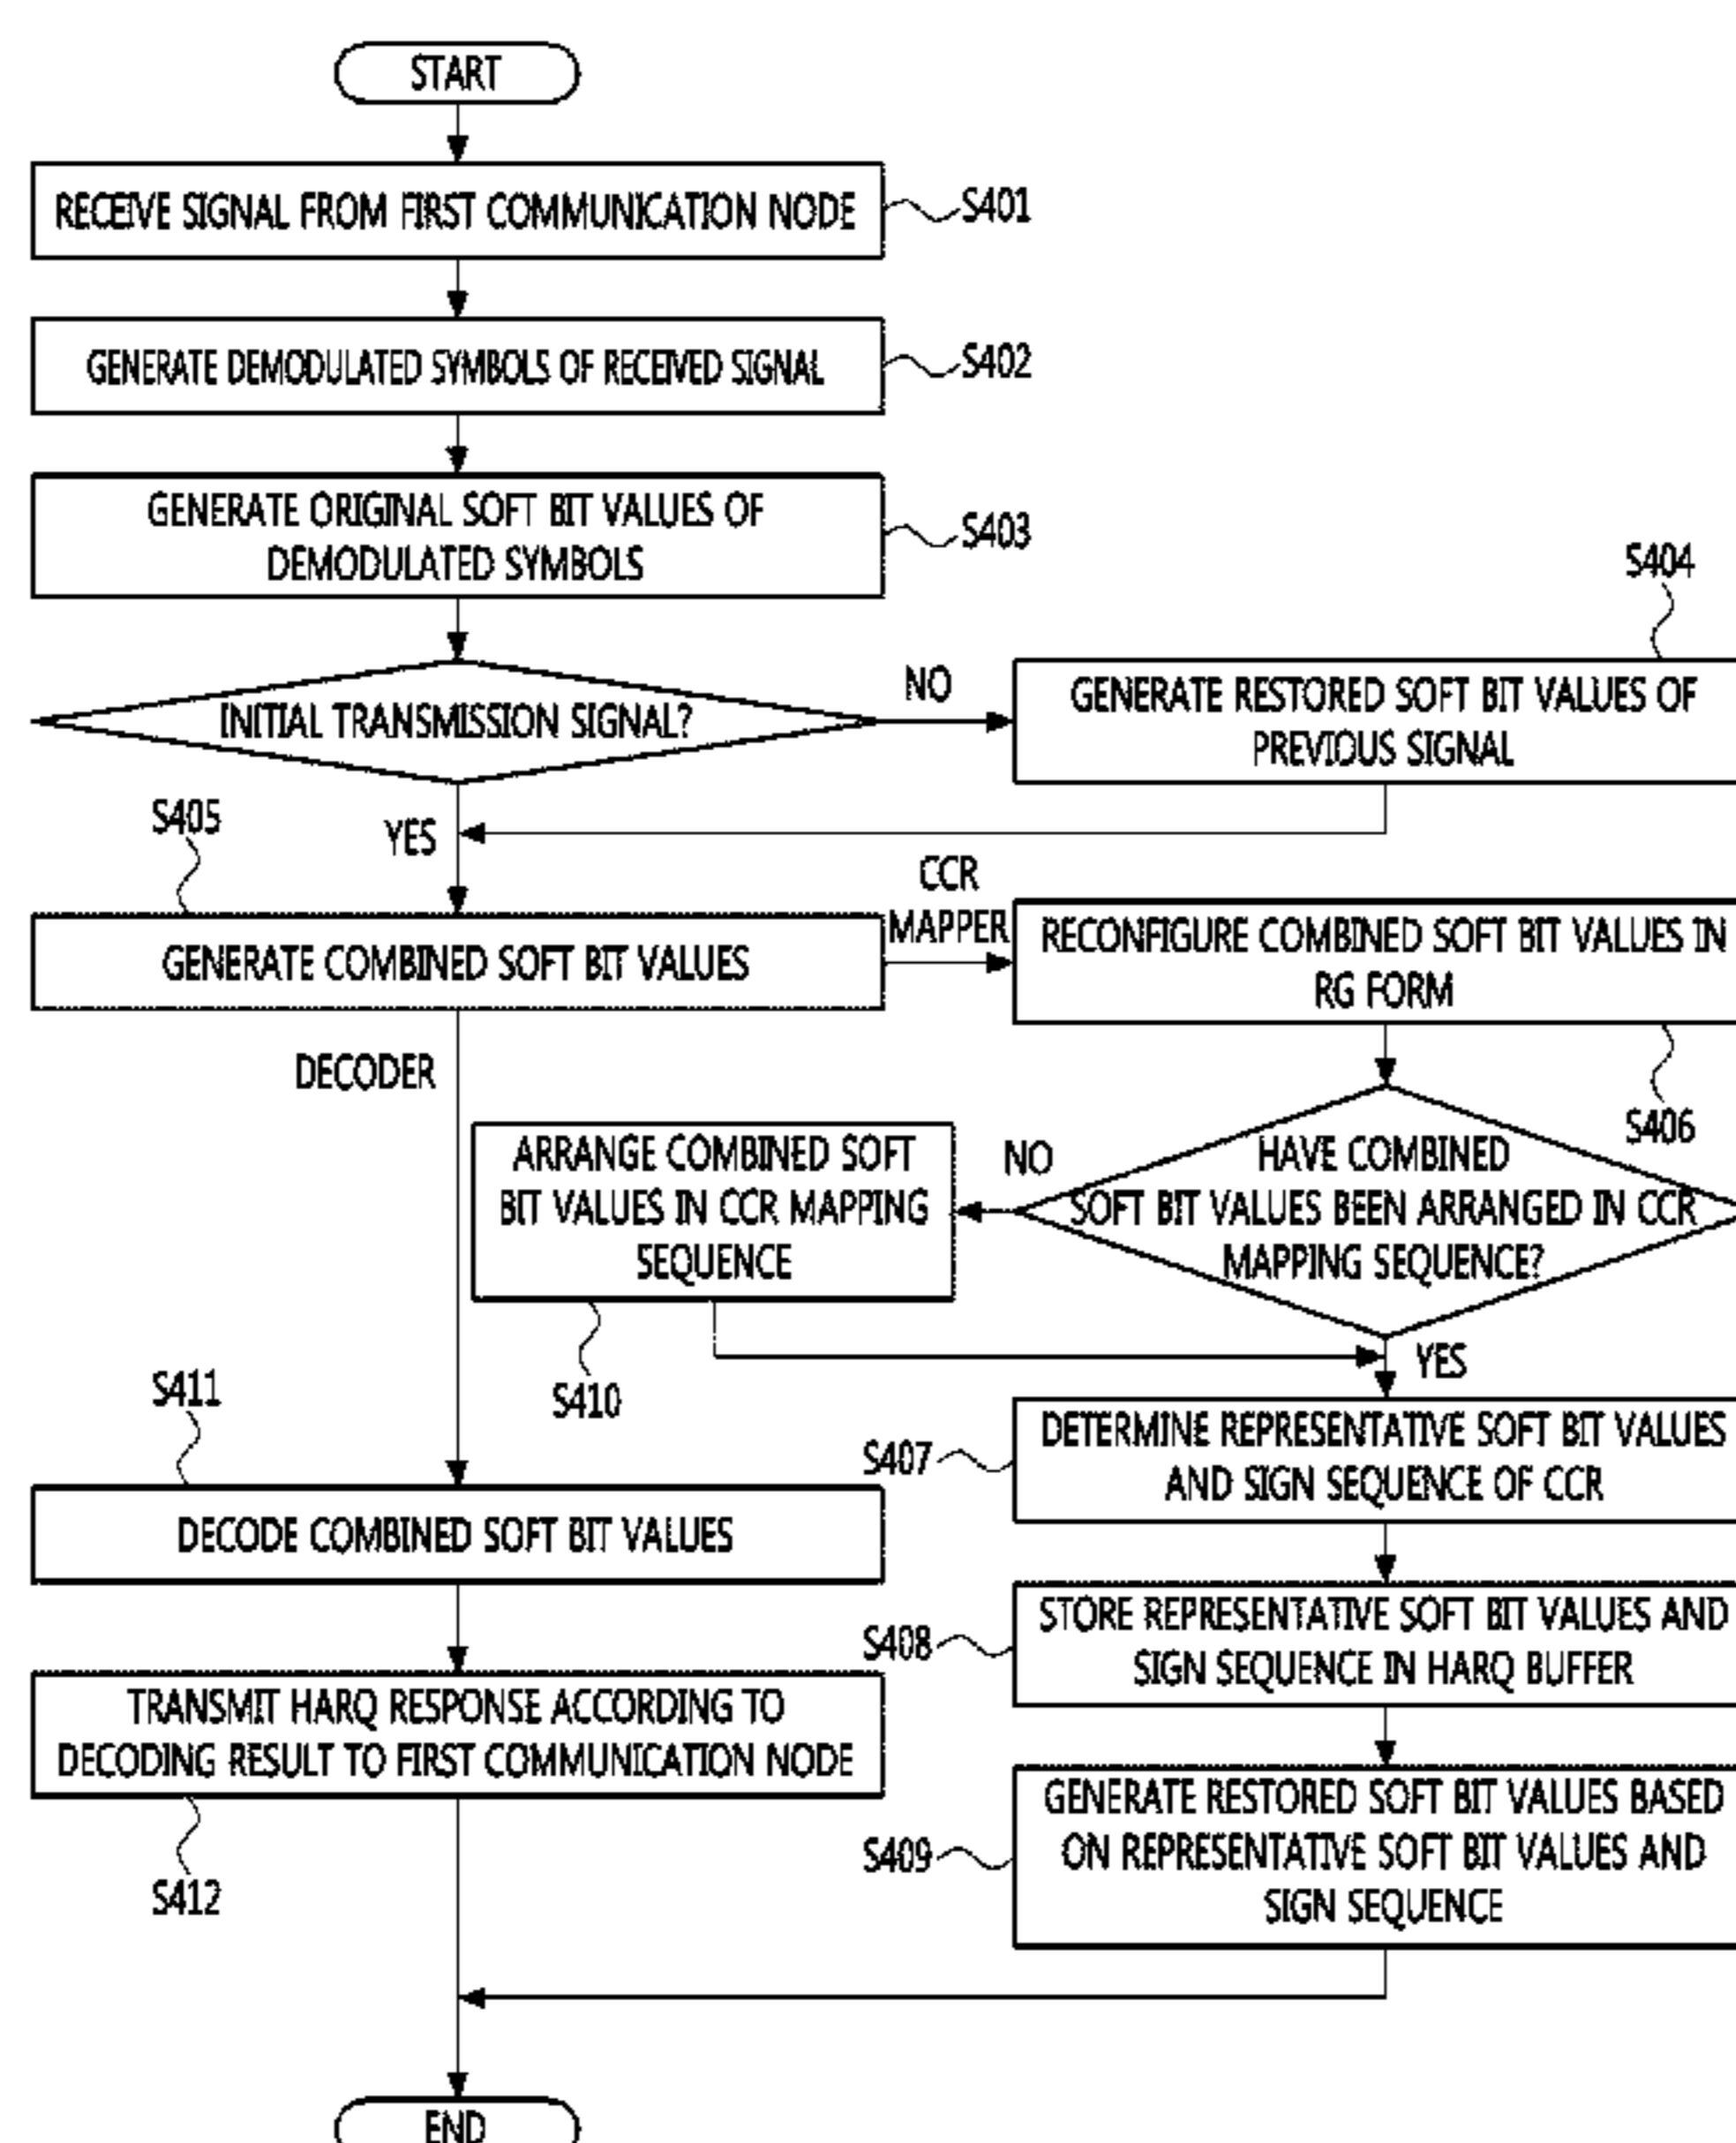 START
RECEIVE SIGNAL FROM FIRST COMMUNICATION NODE
S401
GENERATE DEMODULATED SYMBOLS OF RECEIVED SIGNAL
S402
GENERATE ORIGINAL SOFT BIT VALUES OF
DEMODULATED SYMBOLS
S403
S404
INITIAL TRANSMISSION SIGNAL?
NO
GENERATE RESTORED SOFT BIT VALUES OF
PREVIOUS SIGNAL
S405
YES
GENERATE COMBINED SOFT BIT VALUES
CCR
MAPPER
RECONFIGURE COMBINED SOFT BIT VALUES IN
RG FORM
S406
DECODER
ARRANGE COMBINED SOFT
BIT VALUES IN CCR MAPPING
SEQUENCE
S410
NO
HAVE COMBINED
SOFT BIT VALUES BEEN ARRANGED IN CCR
MAPPING SEQUENCE?
YES
S407
DETERMINE REPRESENTATIVE SOFT BIT VALUES
AND SIGN SEQUENCE OF CCR
S411
DECODE COMBINED SOFT BIT VALUES
S408
STORE REPRESENTATIVE SOFT BIT VALUES AND
SIGN SEQUENCE IN HARQ BUFFER
TRANSMIT HARQ RESPONSE ACCORDING TO
DECODING RESULT TO FIRST COMMUNICATION NODE
S412
S409
GENERATE RESTORED SOFT BIT VALUES BASED
ON REPRESENTATIVE SOFT BIT VALUES AND
SIGN SEQUENCE
END